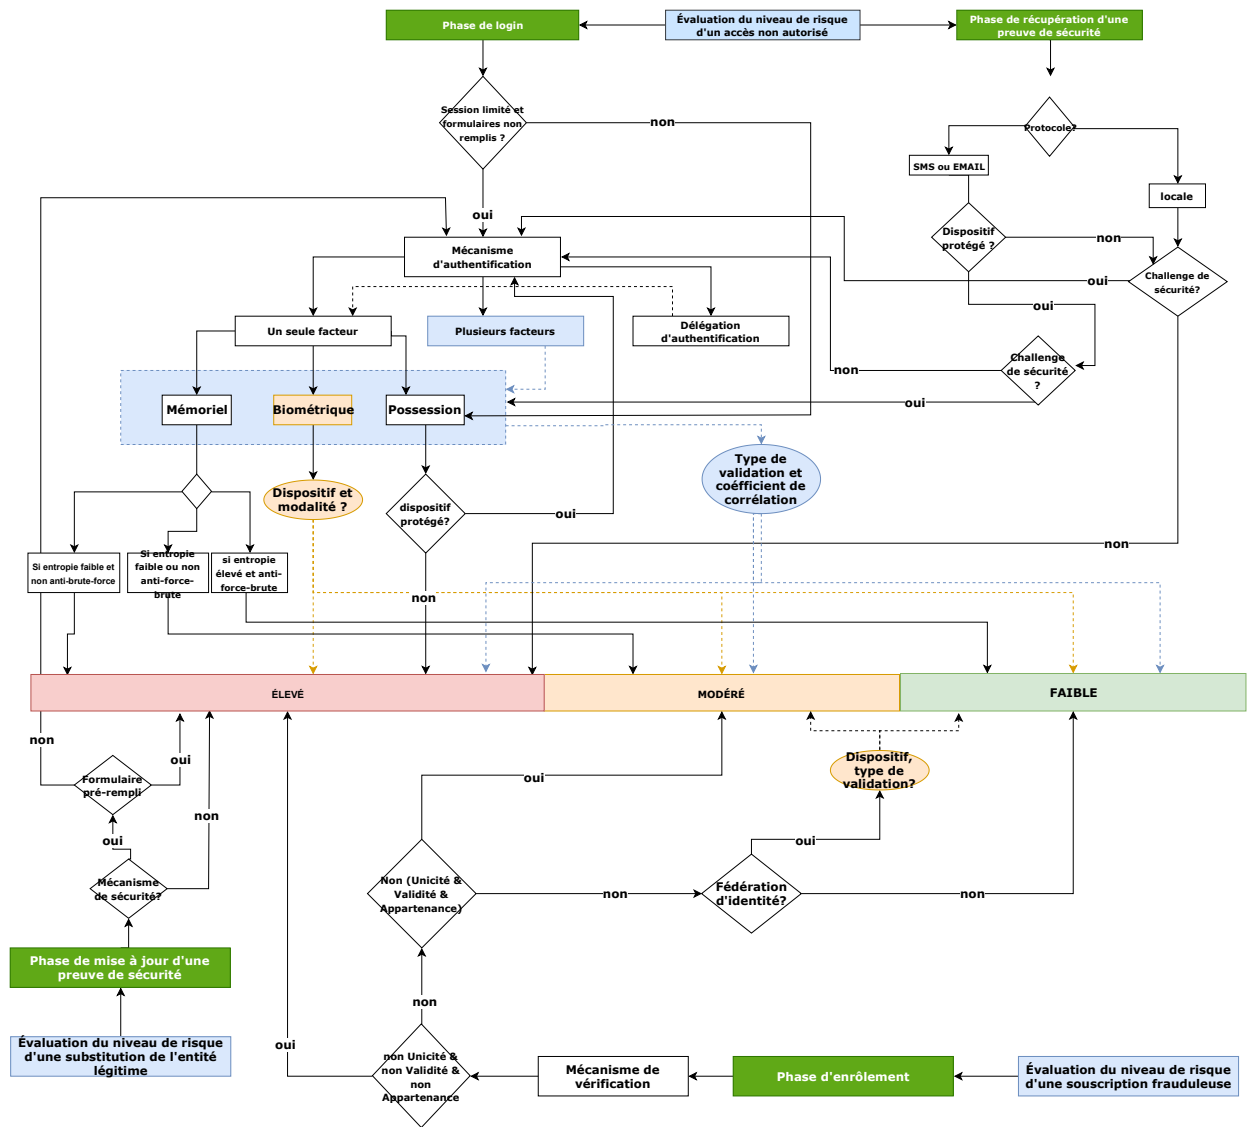 Phase de login
Évaluation du niveau de risque
d'un accès non autorisé
Phase de récupération d'une
preuve de sécurité
Session limité et
formulaires non
remplis ?
non
oui
Protocole?
SMS ou EMAIL
locale
Dispositif
protégé ?
non
oui
Challenge de
sécurité?
oui
non
Challenge
de sécurité
?
non
oui
Mécanisme
d'authentification
Un seule facteur
Plusieurs facteurs
Délégation
d'authentification
Mémoriel
Biométrique
Possession
Dispositif et
modalité ?
dispositif
protégé?
oui
non
Type de
validation et
coéfficient de
corrélation
Si entropie faible et
non anti-brute-force
Si entropie
faible ou non
anti-force-
brute
si entropie
élevé et anti-
force-brute
ÉLEVÉ
MODÉRÉ
FAIBLE
non
oui
Formulaire
pré-rempli
oui
non
Mécanisme
de sécurité?
Phase de mise à jour d'une
preuve de sécurité
Évaluation du niveau de risque
d'une substitution de l'entité
légitime
oui
Dispositif,
type de
validation?
oui
Non (Unicité &
Validité &
Appartenance)
non
Fédération
d'identité?
non
non
oui
non Unicité &
non Validité &
non
Appartenance
Mécanisme de
vérification
Phase d'enrôlement
Évaluation du niveau de risque
d'une souscription frauduleuse